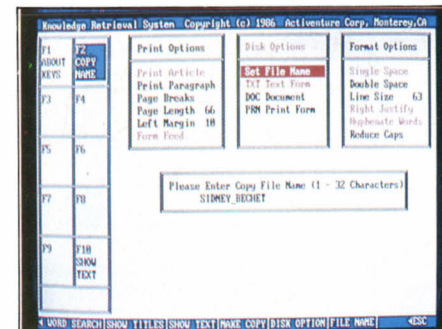 Knowledge Retrieval System Copyright (c) 1986 Activenture Corp, Monterey,CA
F1 ABOUT KEYS
F2 COPY NAME
F3
F4
F5
F6
F7
F8
F9
F10 SHOW TEXT
Print Options
Print Article
Print Paragraph
Page Breaks
Page Length 66
Left Margin 10
Form Feed
Disk Options
Set File Name
TXT Text Form
DOC Document
PRN Print Form
Format Options
Single Space
Double Space
Line Size 63
Right Justify
Hyphenate Words
Reduce Caps
Please Enter Copy File Name (1 - 32 Characters)
SIDNEY_BECHET
WORD SEARCH|SHOW TITLES|SHOW TEXT|MAKE COPY|DISK OPTION|FILE NAME| ESC